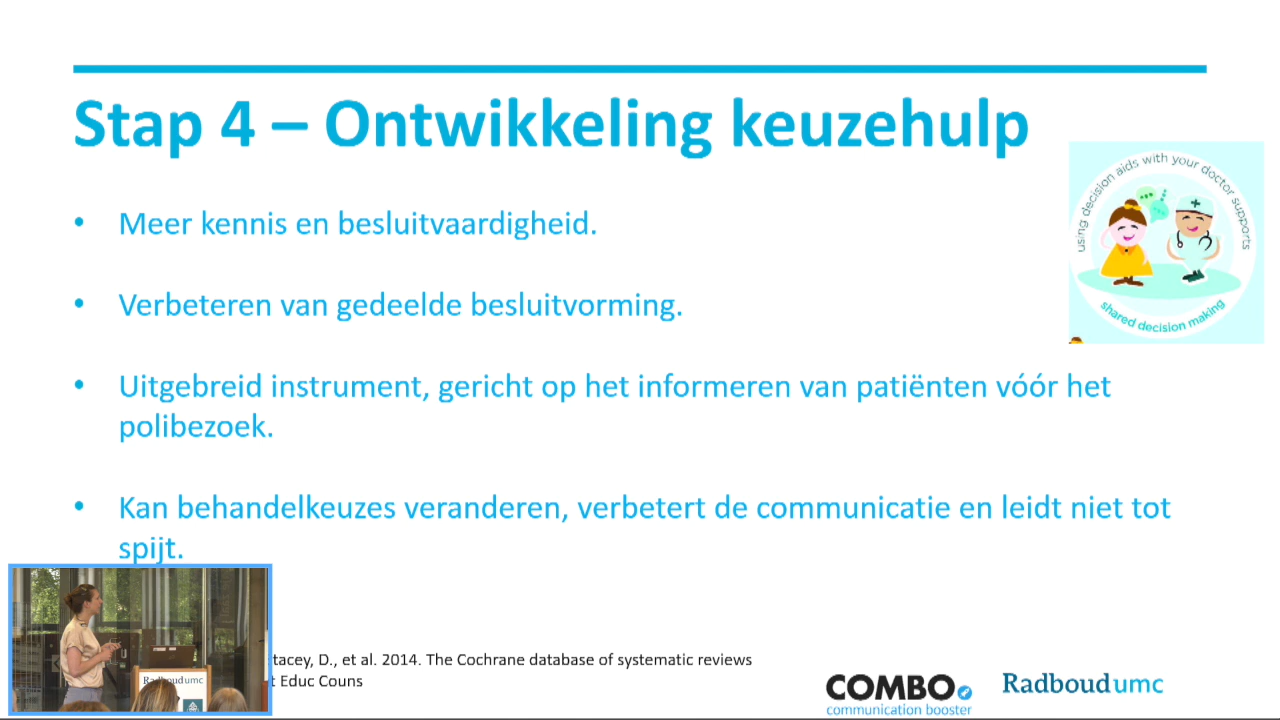 Stap 4 – Ontwikkeling keuzehulp
using decision aids with your doctor supports
shared decision making
• Meer kennis en besluitvaardigheid.
• Verbeteren van gedeelde besluitvorming.
• Uitgebreid instrument, gericht op het informeren van patiënten vóór het
polibezoek.
• Kan behandelkeuzes veranderen, verbetert de communicatie en leidt niet tot
spijt.
tacey, D., et al. 2014. The Cochrane database of systematic reviews
t Educ Couns
Radboudumc
COMBO
communication booster
Radboudumc